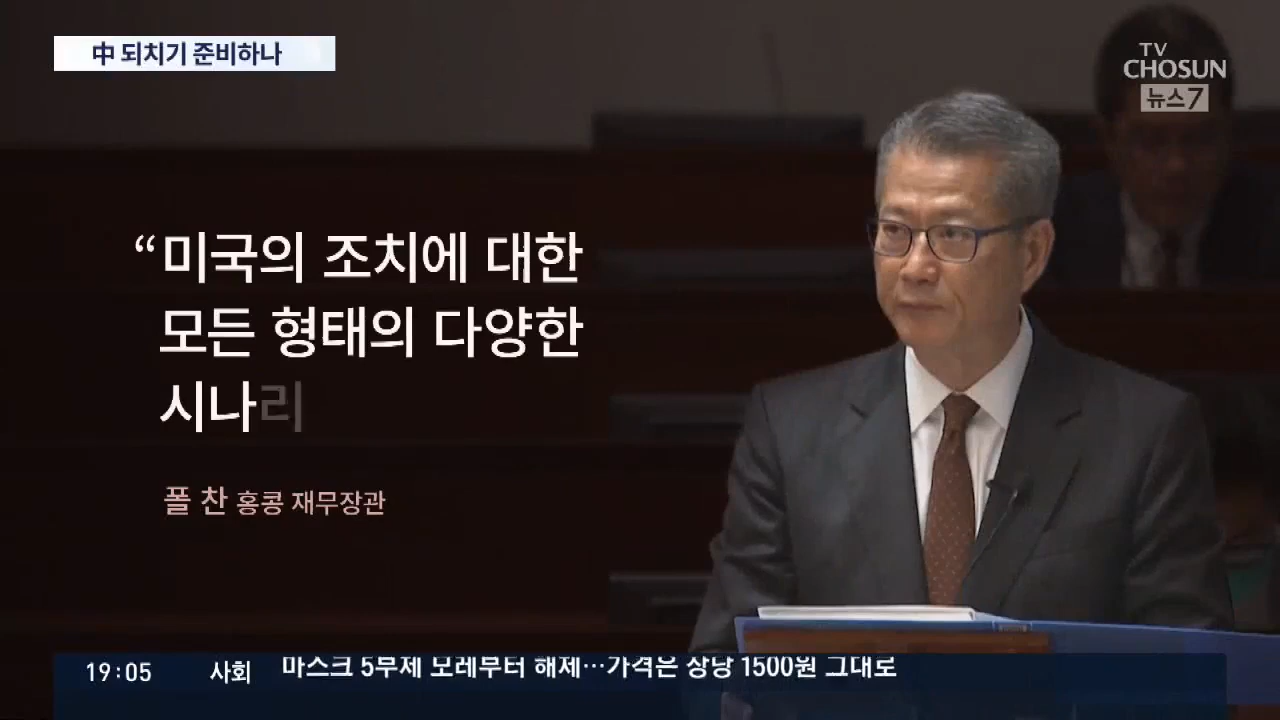 中 되치기 준비하나
TV
CHOSUN
뉴스7
“미국의 조치에 대한
모든 형태의 다양한
시나리
폴 찬 홍콩 재무장관
19:05 사회 마스크 5부제 모레부터 해제…가격은 장당 1500원 그대로